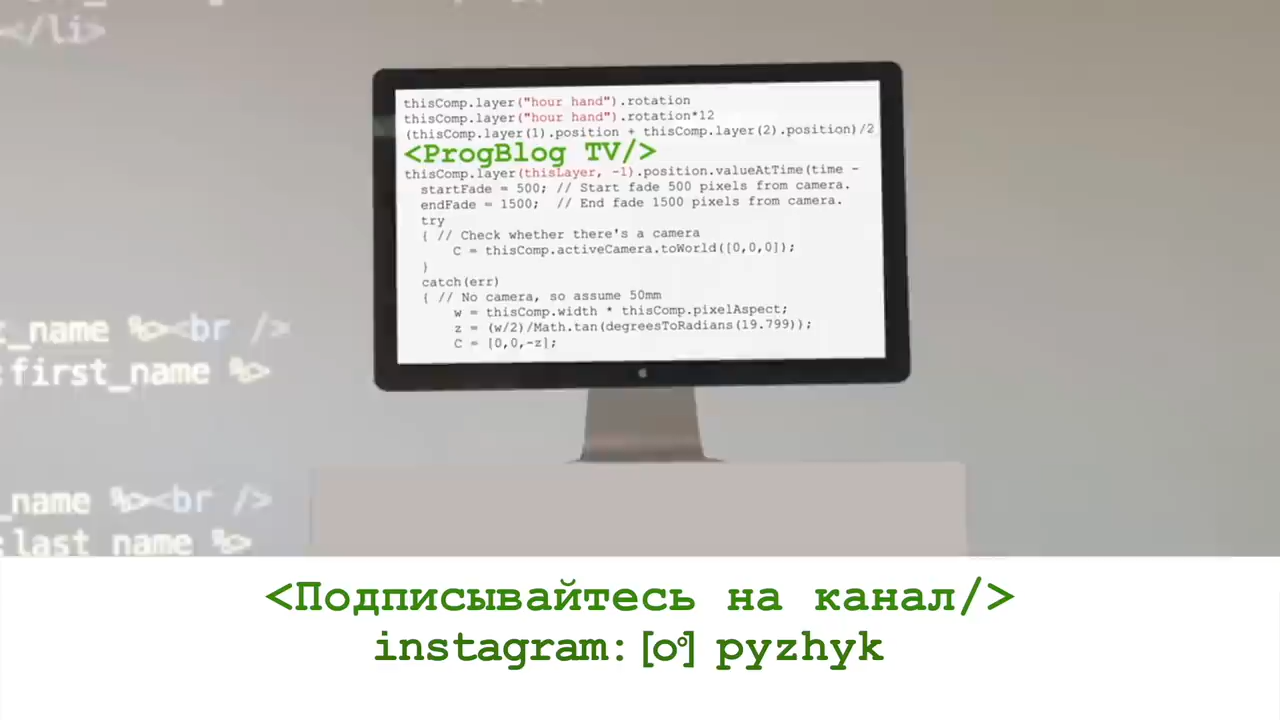 </li>
thisComp.layer("hour hand").rotation
thisComp.layer("hour hand").rotation*12
(thisComp.layer(1).position + thisComp.layer(2).position)/2
<ProgBlog TV/>
thisComp.layer(thisLayer, -1).position.valueAtTime(time -
startFade = 500; // Start fade 500 pixels from camera.
endFade = 1500; // End fade 1500 pixels from camera.
try
{ // Check whether there's a camera
C = thisComp.activeCamera.toWorld([0,0,0]);
}
catch(err)
{ // No camera, so assume 50mm
w = thisComp.width * thisComp.pixelAspect;
z = (w/2)/Math.tan(degreesToRadians(19.799));
C = [0,0,-z];
_name %><br />
:first_name %>
_name %><br />
:last_name %>
<Подписывайтесь на канал/>
instagram:[o°] pyzhyk